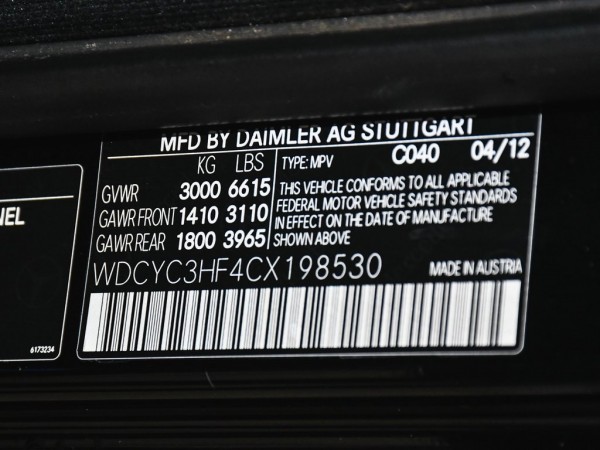 MFD BY DAIMLER AG STUTTGART
KG LBS TYPE: MPV C040 04/12
GVWR 3000 6615 THIS VEHICLE CONFORMS TO ALL APPLICABLE
FEDERAL MOTOR VEHICLE SAFETY STANDARDS
GAWR FRONT 1410 3110 IN EFFECT ON THE DATE OF MANUFACTURE
GAWR REAR 1800 3965 SHOWN ABOVE
WDCYC3HF4CX198530 MADE IN AUSTRIA
NEL
6173234